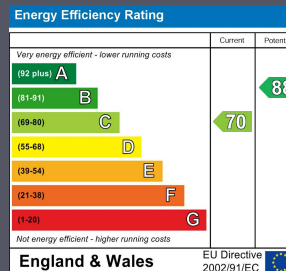 Energy Efficiency Rating
Current
Very energy efficient - lower running costs
(92 plus) A
(81-91) B
(69-80) C
70
(55-68) D
(39-54) E
(21-38) F
(1-20) G
Not energy efficient - higher running costs
England & Wales
EU Directive
2002/91/EC